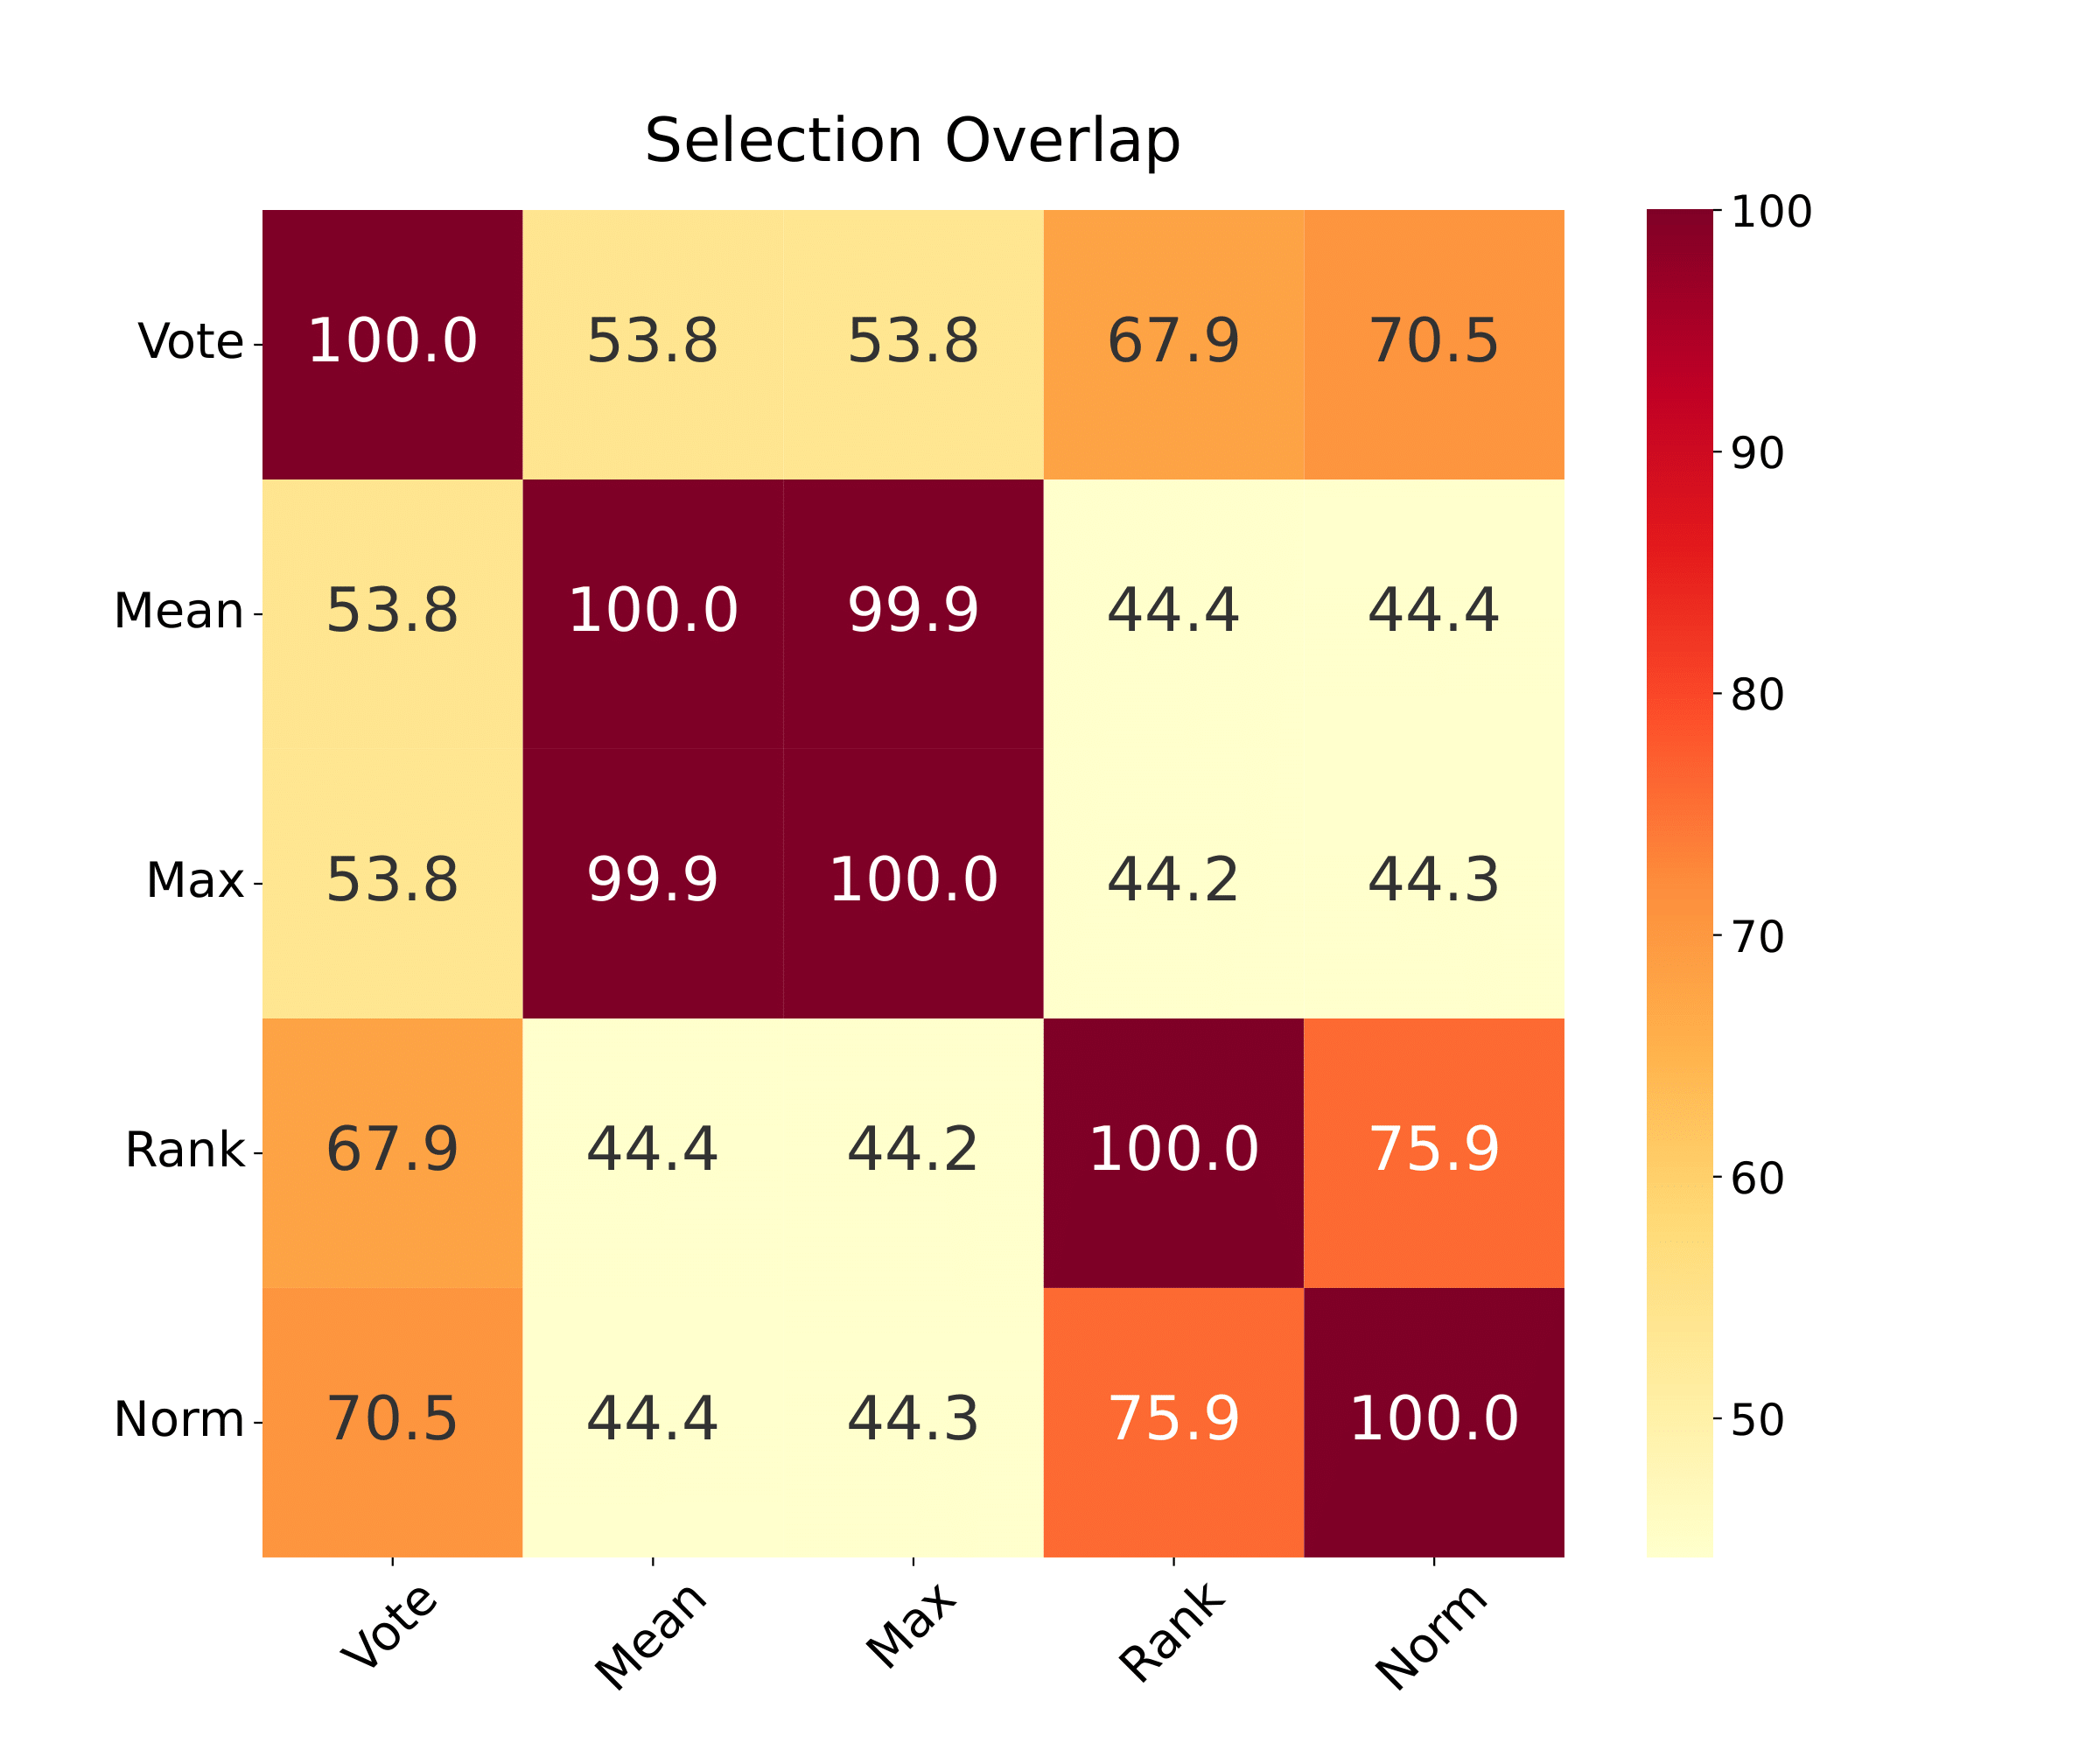 Selection Overlap
Vote 100.0 53.8 53.8 67.9 70.5
Mean 53.8 100.0 99.9 44.4 44.4
Max 53.8 99.9 100.0 44.2 44.3
Rank 67.9 44.4 44.2 100.0 75.9
Norm 70.5 44.4 44.3 75.9 100.0
Vote Mean Max Rank Norm
100
90
80
70
60
50